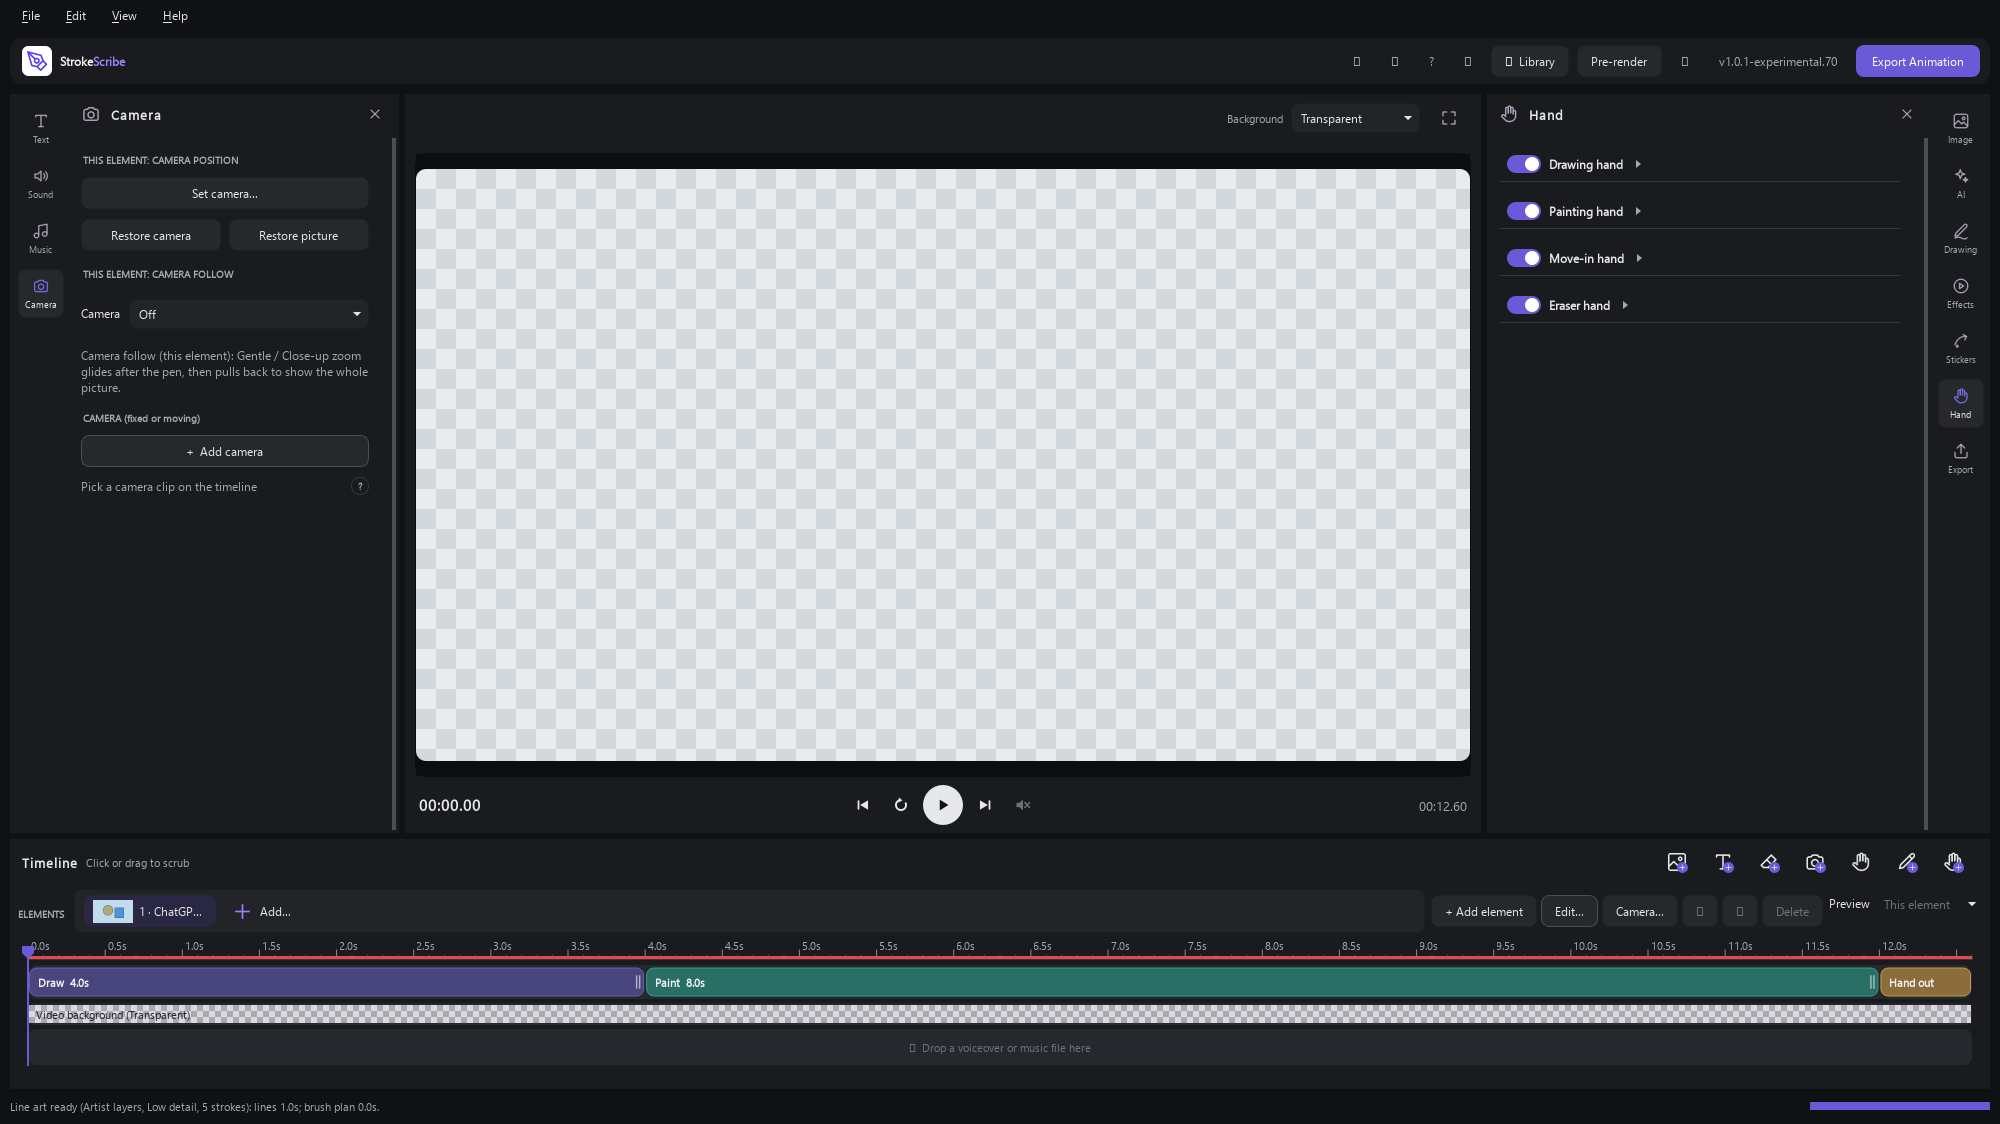 File Edit View Help
StrokeScribe
? Library Pre-render v1.0.1-experimental.70 Export Animation
Text
Sound
Music
Camera
Camera
THIS ELEMENT: CAMERA POSITION
Set camera...
Restore camera Restore picture
THIS ELEMENT: CAMERA FOLLOW
Camera Off
Camera follow (this element): Gentle / Close-up zoom
glides after the pen, then pulls back to show the whole
picture.
CAMERA (fixed or moving)
+ Add camera
Pick a camera clip on the timeline ?
Background Transparent
00:00.00 00:12.60
Hand
Drawing hand
Painting hand
Move-in hand
Eraser hand
Image
AI
Drawing
Effects
Stickers
Hand
Export
Timeline Click or drag to scrub
ELEMENTS 1 · ChatGP... Add... + Add element Edit... Camera... Delete Preview This element
0.0s 0.5s 1.0s 1.5s 2.0s 2.5s 3.0s 3.5s 4.0s 4.5s 5.0s 5.5s 6.0s 6.5s 7.0s 7.5s 8.0s 8.5s 9.0s 9.5s 10.0s 10.5s 11.0s 11.5s 12.0s
Draw 4.0s Paint 8.0s Hand out
Video background (Transparent)
Drop a voiceover or music file here
Line art ready (Artist layers, Low detail, 5 strokes): lines 1.0s; brush plan 0.0s.